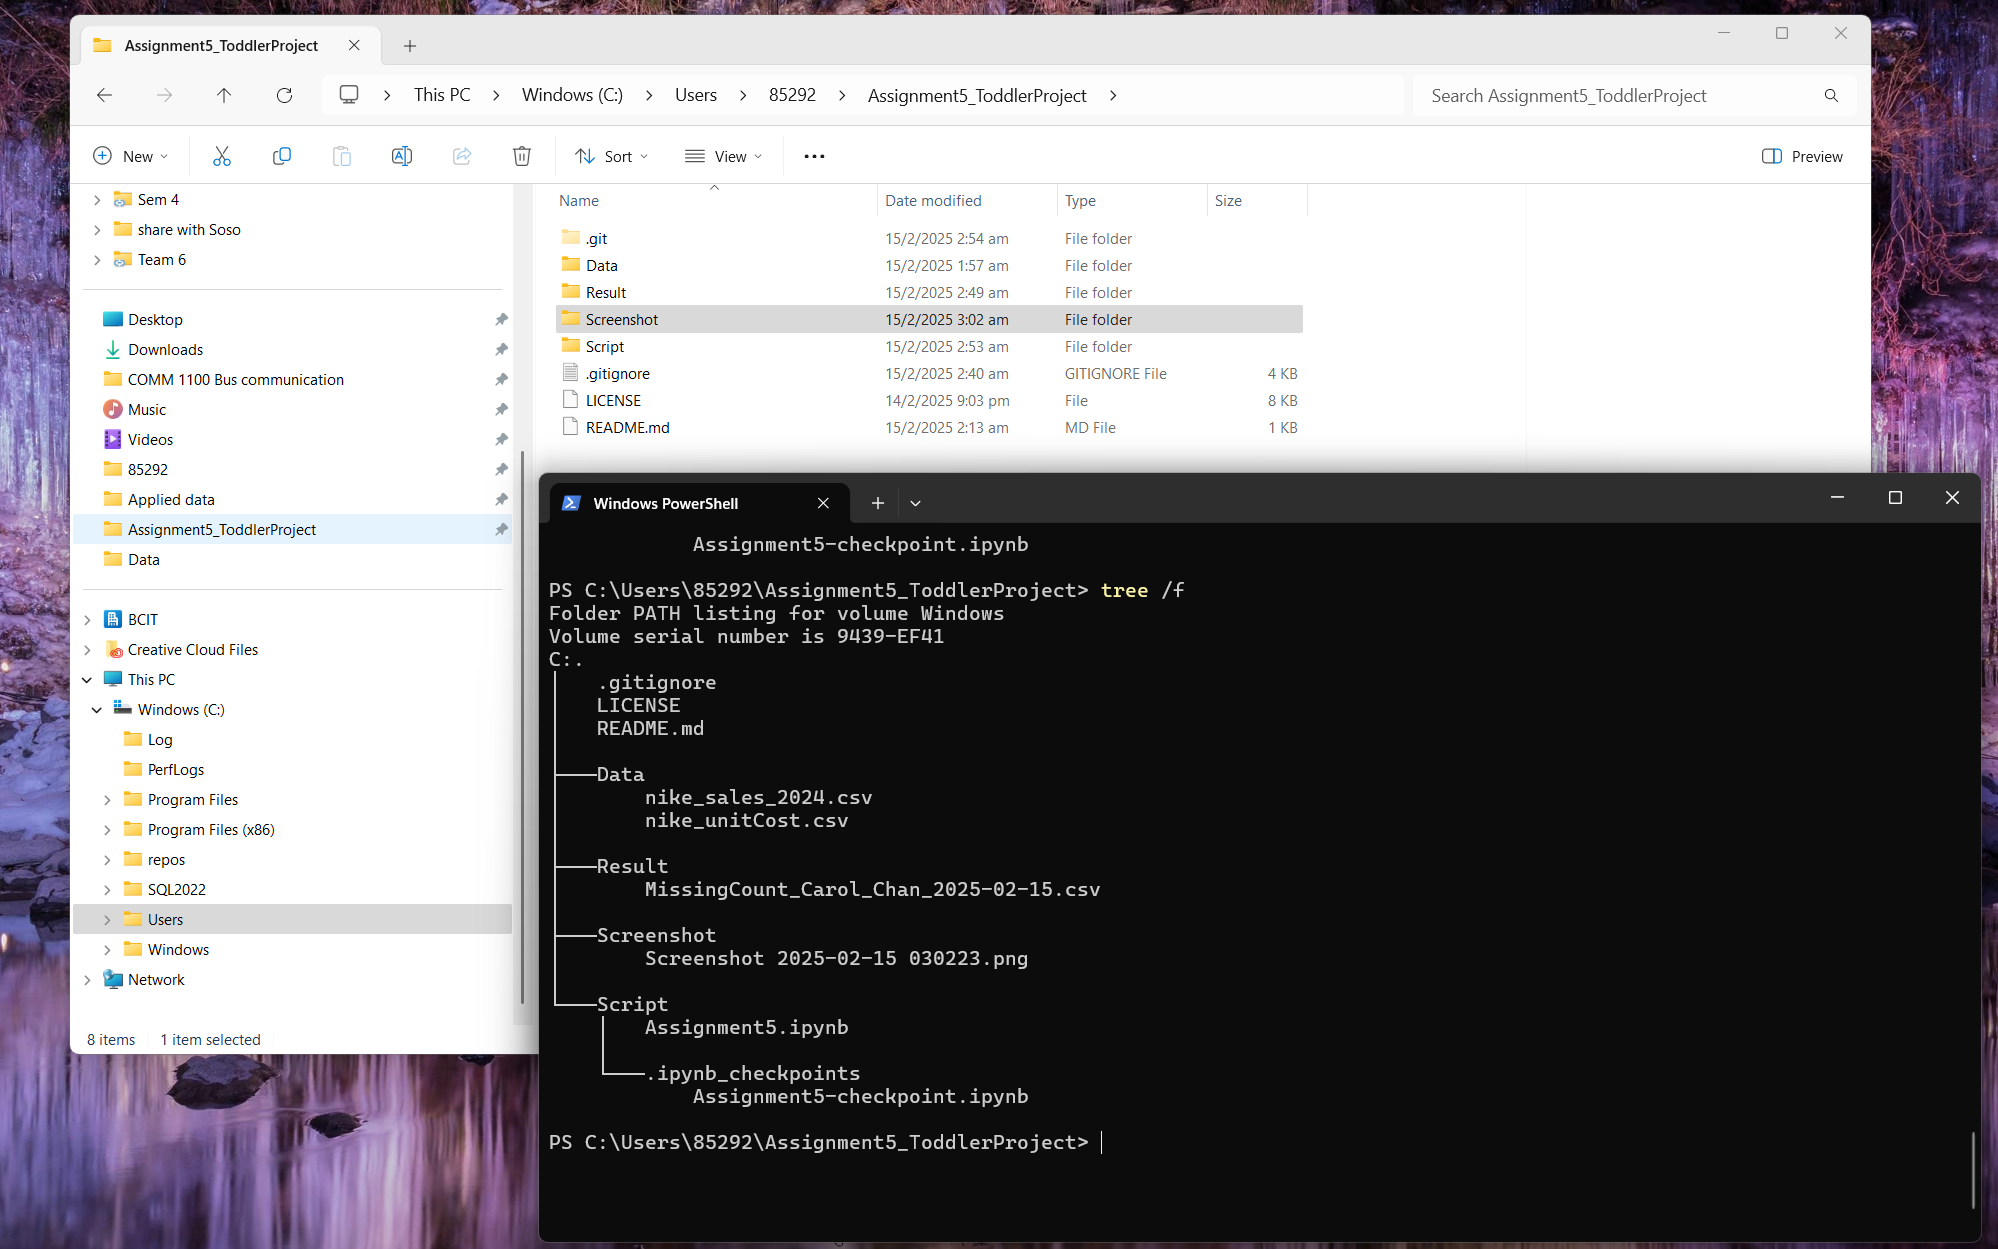 Assignment5_ToddlerProject
This PC > Windows (C:) > Users > 85292 > Assignment5_ToddlerProject >
Search Assignment5_ToddlerProject
New
Sort
View
Preview
Sem 4
share with Soso
Team 6
Desktop
Downloads
COMM 1100 Bus communication
Music
Videos
85292
Applied data
Assignment5_ToddlerProject
Data
BCIT
Creative Cloud Files
This PC
Windows (C:)
Log
PerfLogs
Program Files
Program Files (x86)
repos
SQL2022
Users
Windows
Network
8 items 1 item selected
Name Date modified Type Size
.git 15/2/2025 2:54 am File folder
Data 15/2/2025 1:57 am File folder
Result 15/2/2025 2:49 am File folder
Screenshot 15/2/2025 3:02 am File folder
Script 15/2/2025 2:53 am File folder
.gitignore 15/2/2025 2:40 am GITIGNORE File 4 KB
LICENSE 14/2/2025 9:03 pm File 8 KB
README.md 15/2/2025 2:13 am MD File 1 KB
Windows PowerShell
Assignment5-checkpoint.ipynb
PS C:\Users\85292\Assignment5_ToddlerProject> tree /f
Folder PATH listing for volume Windows
Volume serial number is 9439-EF41
C:.
│   .gitignore
│   LICENSE
│   README.md
├───Data
│       nike_sales_2024.csv
│       nike_unitCost.csv
├───Result
│       MissingCount_Carol_Chan_2025-02-15.csv
├───Screenshot
│       Screenshot 2025-02-15 030223.png
└───Script
    │   Assignment5.ipynb
    └───.ipynb_checkpoints
            Assignment5-checkpoint.ipynb
PS C:\Users\85292\Assignment5_ToddlerProject>